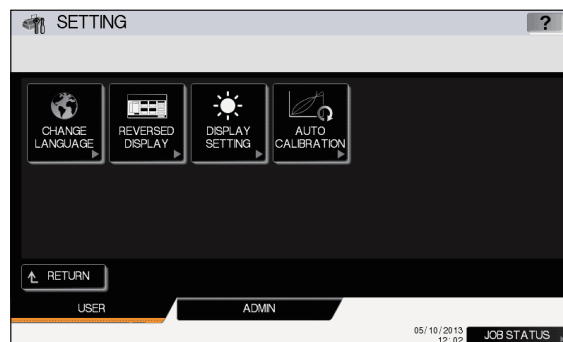 SETTING
?
CHANGE
LANGUAGE
REVERSED
DISPLAY
DISPLAY
SETTING
AUTO
CALIBRATION
RETURN
USER
ADMIN
05/10/2013
12:02
JOB STATUS